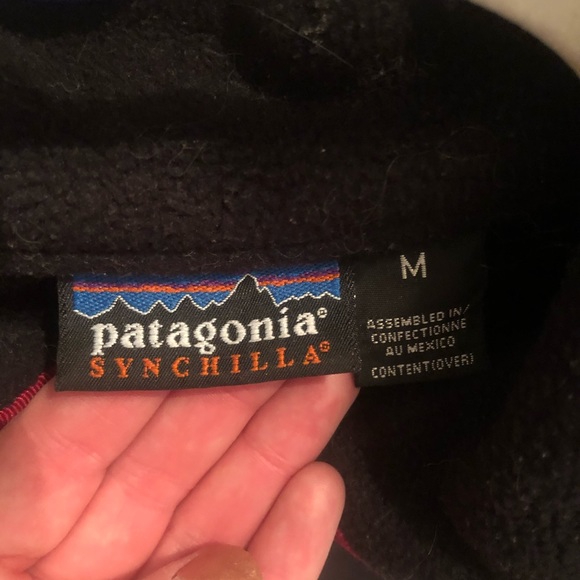 patagonia®
SYNCHILLA®
M
ASSEMBLED IN/
CONFECTIONNE
AU MEXICO
CONTENT(OVER)